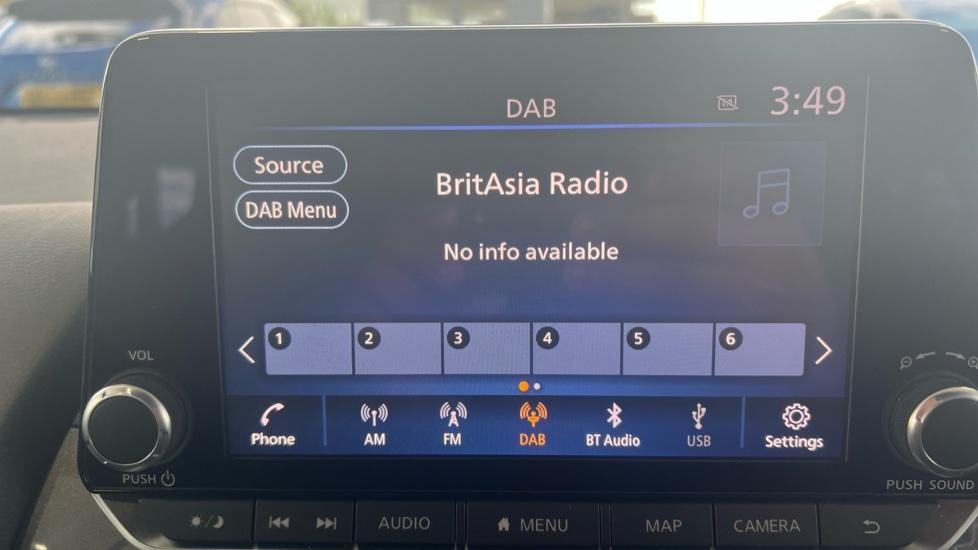 DAB
TA 3:49
Source
BritAsia Radio
DAB Menu
No info available
1 2 3 4 5 6
Phone AM FM DAB BT Audio USB Settings
VOL
PUSH
PUSH SOUND
AUDIO MENU MAP CAMERA